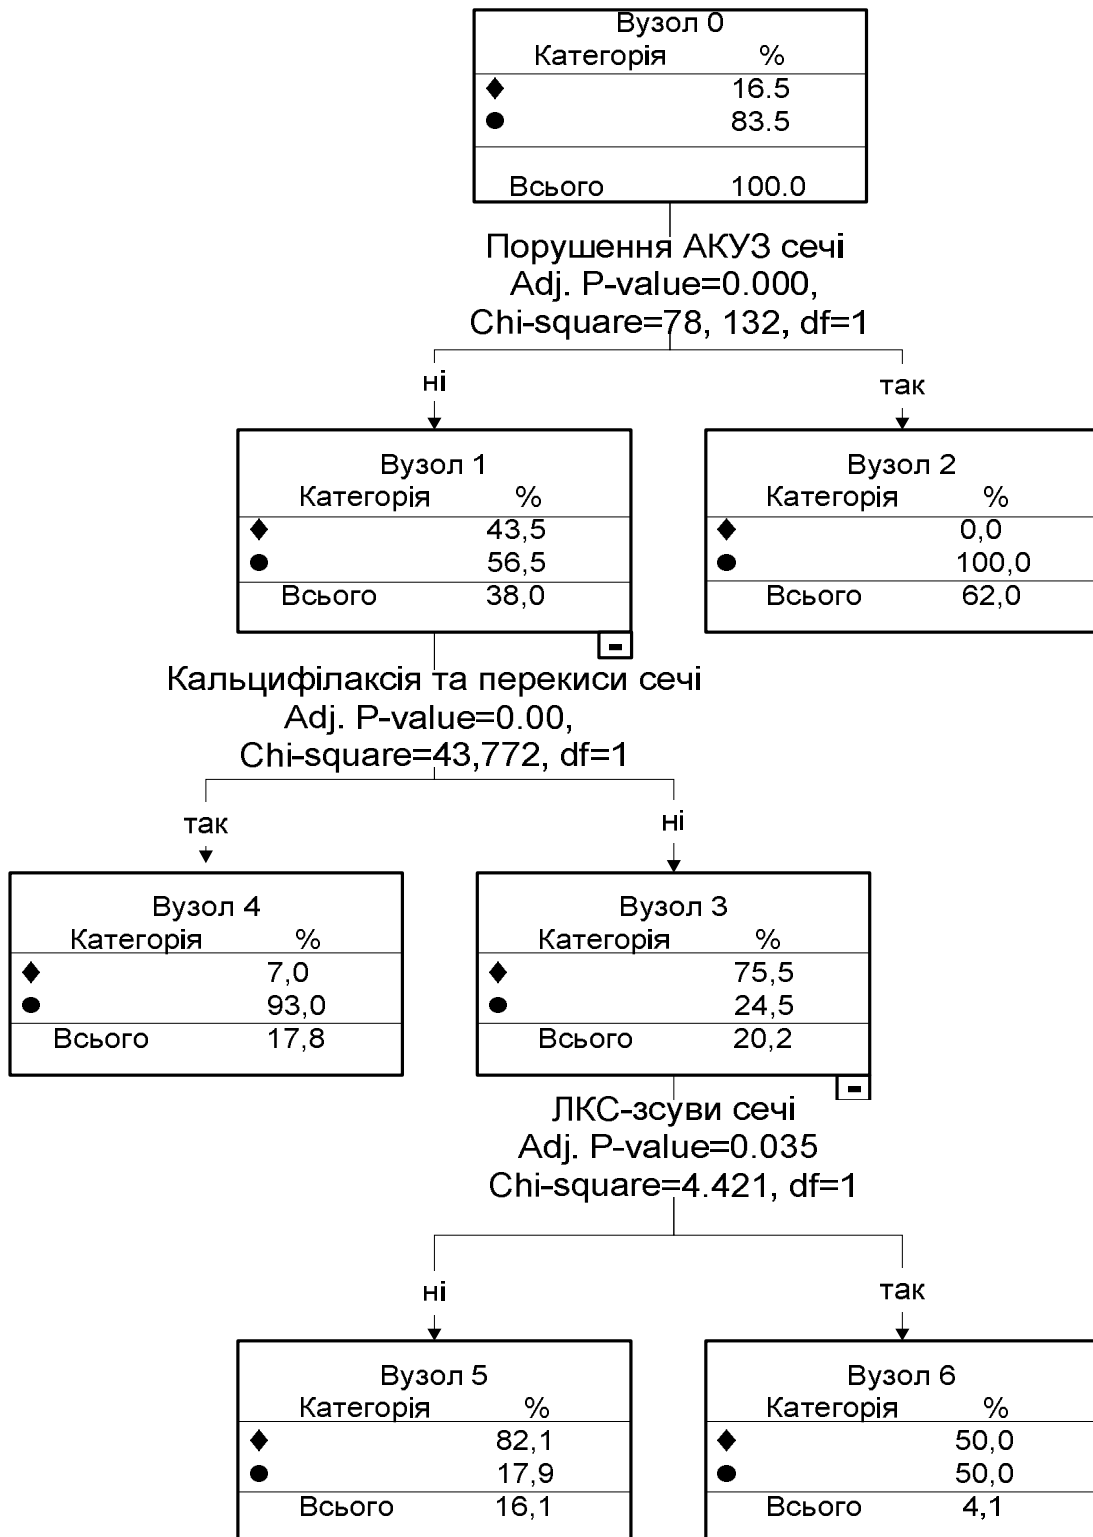 Вузол 0
Категорія %
♦ 16.5
● 83.5
Всього 100.0
Порушення АКУЗ сечі
Adj. P-value=0.000,
Chi-square=78, 132, df=1
ні
так
Вузол 1
Категорія %
♦ 43,5
● 56,5
Всього 38,0
Вузол 2
Категорія %
♦ 0,0
● 100,0
Всього 62,0
Кальцифілаксія та перекиси сечі
Adj. P-value=0.00,
Chi-square=43,772, df=1
так
ні
Вузол 4
Категорія %
♦ 7,0
● 93,0
Всього 17,8
Вузол 3
Категорія %
♦ 75,5
● 24,5
Всього 20,2
ЛКС-зсуви сечі
Adj. P-value=0.035
Chi-square=4.421, df=1
ні
так
Вузол 5
Категорія %
♦ 82,1
● 17,9
Всього 16,1
Вузол 6
Категорія %
♦ 50,0
● 50,0
Всього 4,1